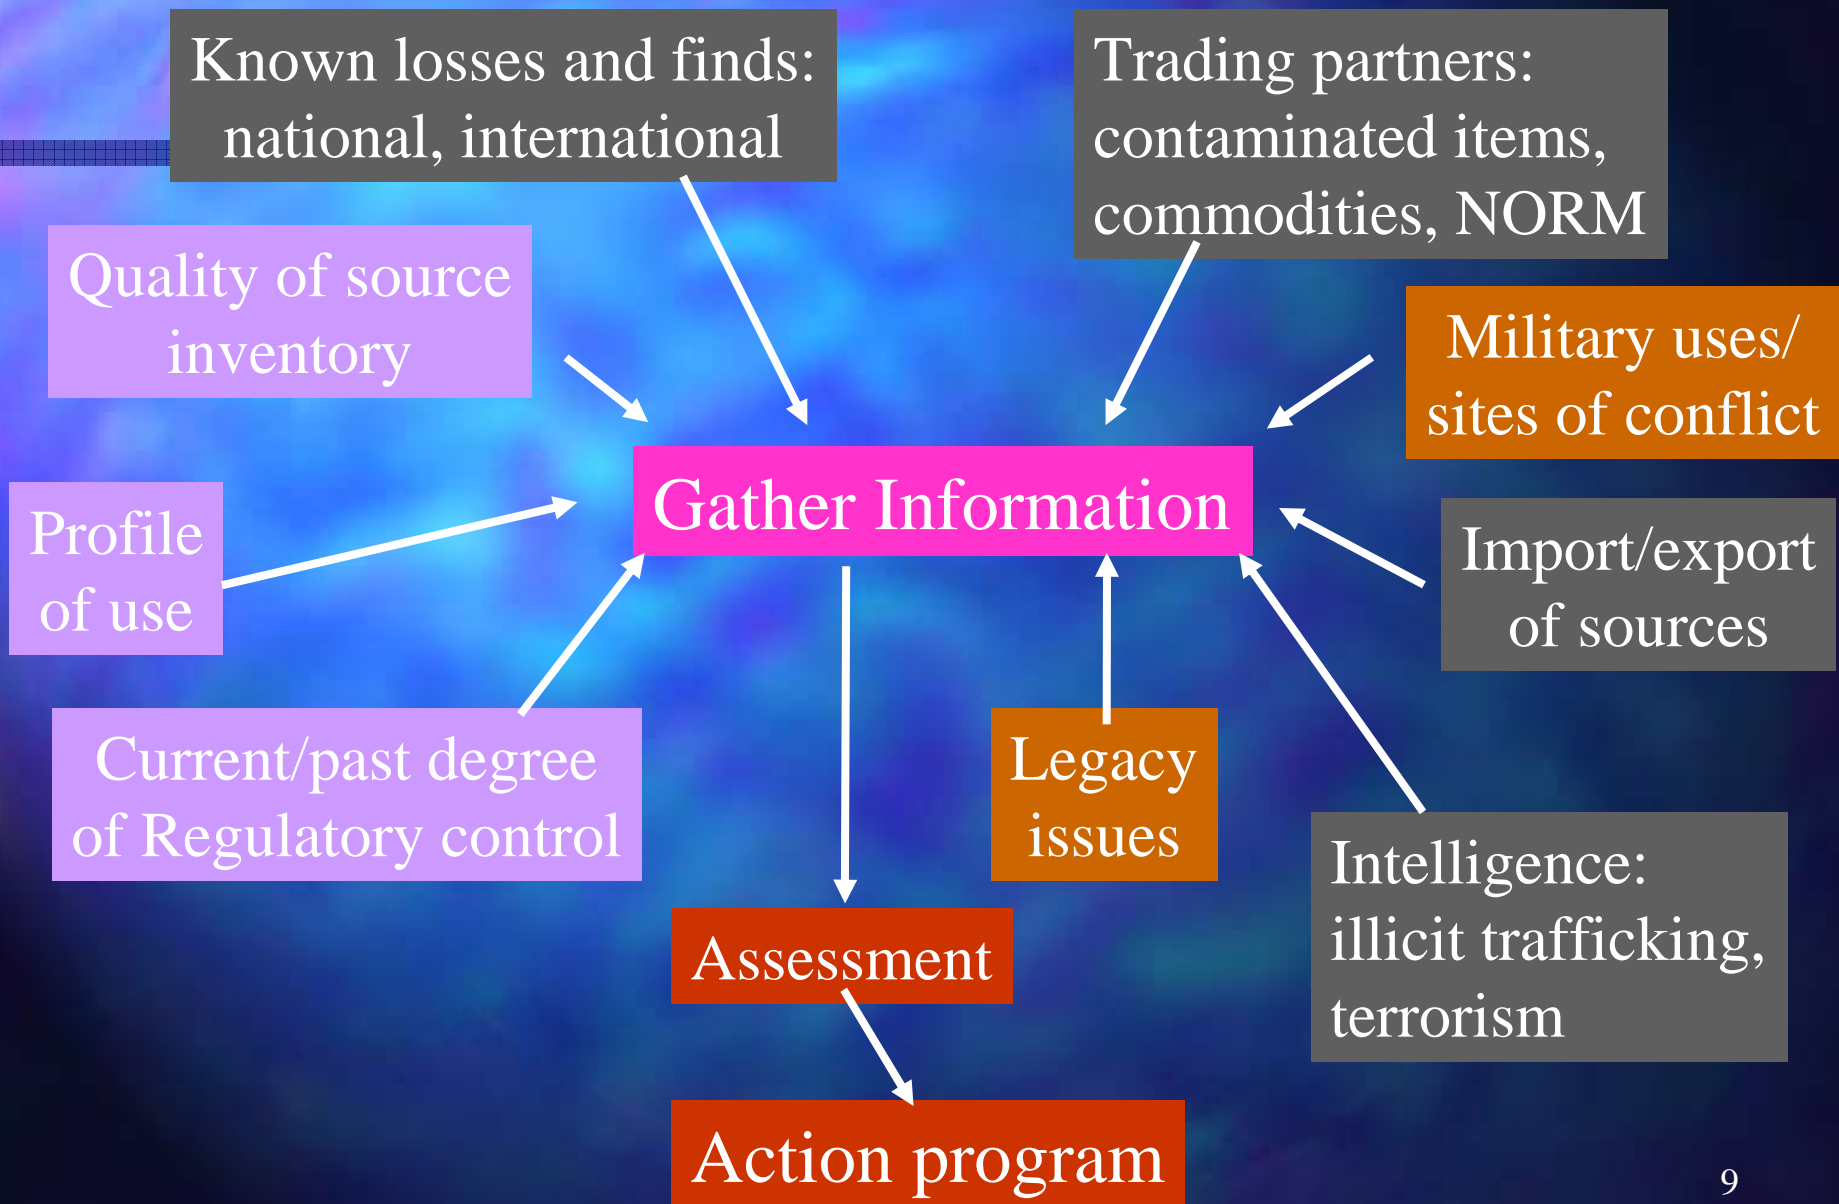 Known losses and finds:
national, international
Trading partners:
contaminated items,
commodities, NORM
Quality of source
inventory
Military uses/
sites of conflict
Gather Information
Profile
of use
Import/export
of sources
Current/past degree
of Regulatory control
Legacy
issues
Intelligence:
illicit trafficking,
terrorism
Assessment
Action program
9